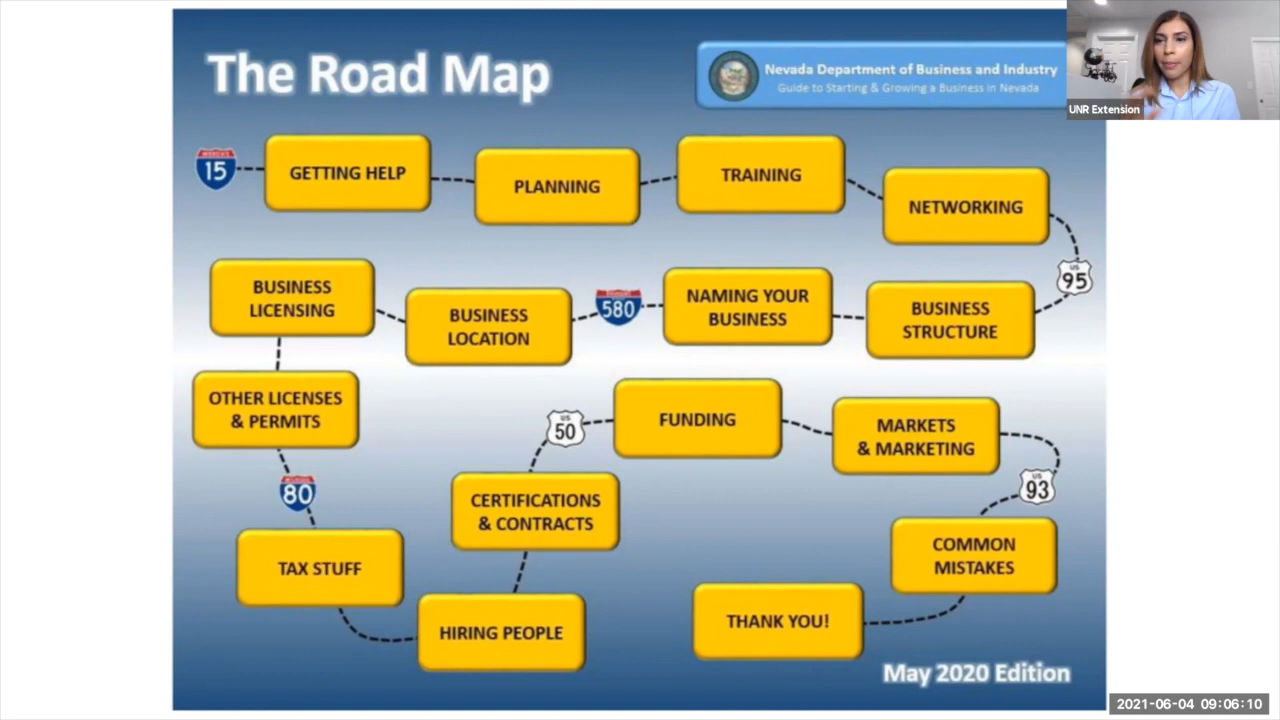 The Road Map
Nevada Department of Business and Industry
Guide to Starting & Growing a Business in Nevada
UNR Extension
15
GETTING HELP
PLANNING
TRAINING
NETWORKING
US
95
BUSINESS
STRUCTURE
NAMING YOUR
BUSINESS
580
BUSINESS
LOCATION
BUSINESS
LICENSING
OTHER LICENSES
& PERMITS
80
TAX STUFF
HIRING PEOPLE
CERTIFICATIONS
& CONTRACTS
US
50
FUNDING
MARKETS
& MARKETING
US
93
COMMON
MISTAKES
THANK YOU!
May 2020 Edition
2021-06-04 09:06:10